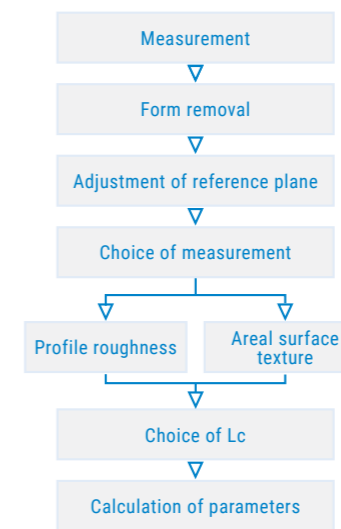 Measurement
Form removal
Adjustment of reference plane
Choice of measurement
Profile roughness
Areal surface
texture
Choice of Lc
Calculation of parameters